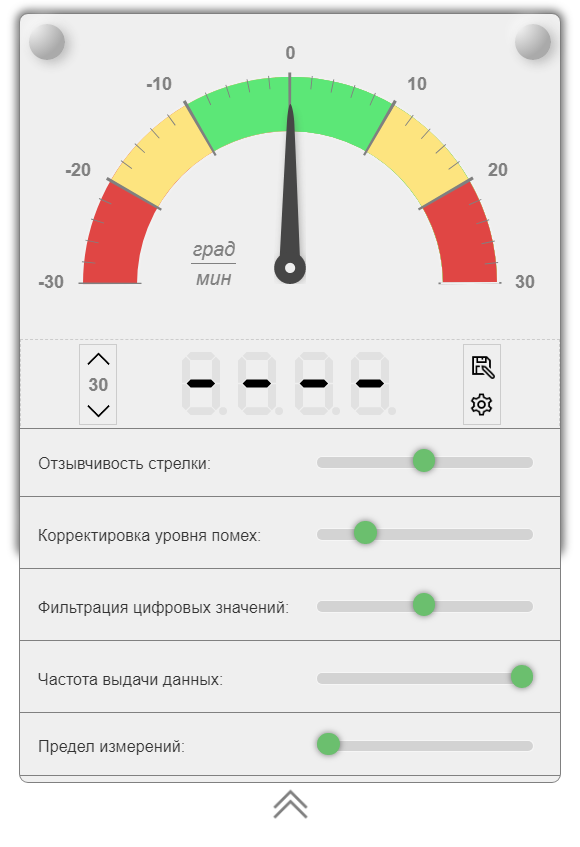 0
-10 10
-20 20
град
мин
-30 30
30
- - - -
Отзывчивость стрелки:
Корректировка уровня помех:
Фильтрация цифровых значений:
Частота выдачи данных:
Предел измерений: